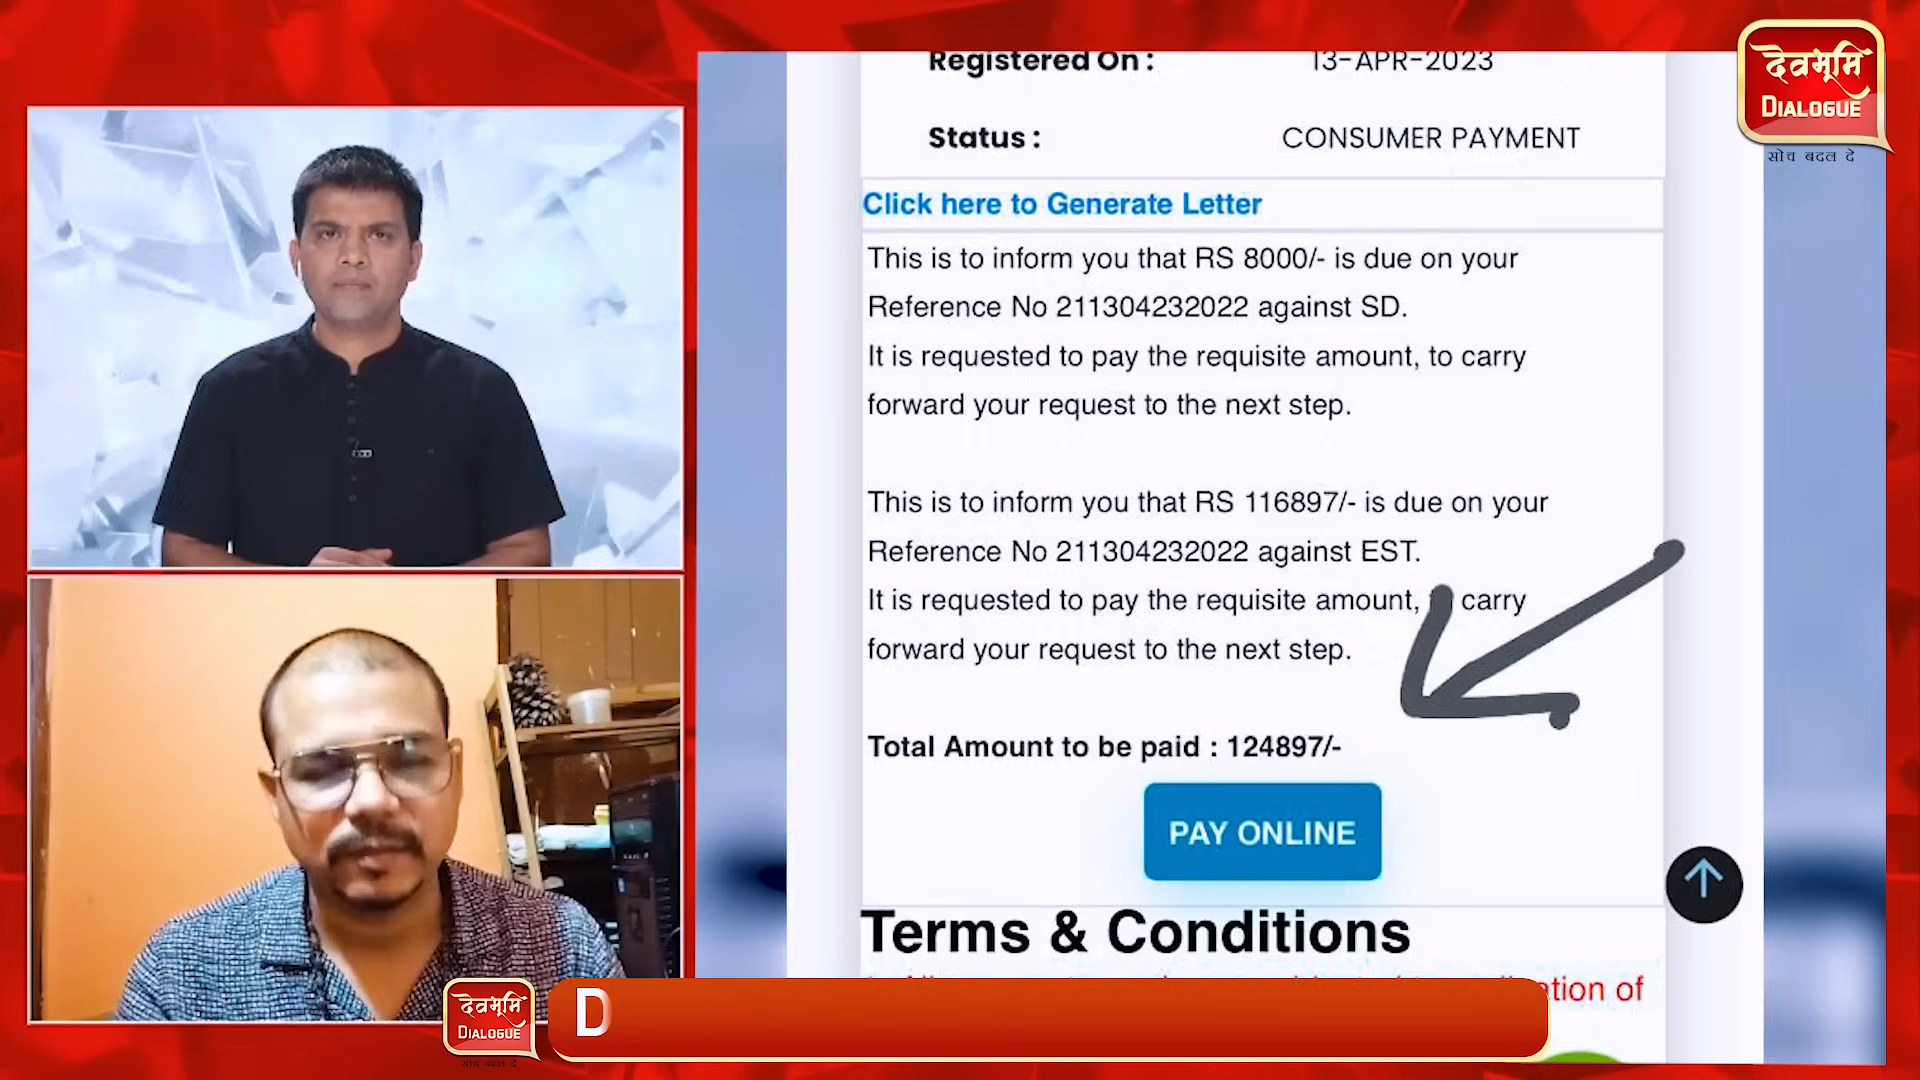 देवभूमि
DIALOGUE
सोच बदल दे
Registered On :
13-APR-2023
Status :
CONSUMER PAYMENT
Click here to Generate Letter
This is to inform you that RS 8000/- is due on your
Reference No 211304232022 against SD.
It is requested to pay the requisite amount, to carry
forward your request to the next step.
This is to inform you that RS 116897/- is due on your
Reference No 211304232022 against EST.
It is requested to pay the requisite amount, carry
forward your request to the next step.
Total Amount to be paid : 124897/-
PAY ONLINE
Terms & Conditions
of
देवभूमि
DIALOGUE
सोच बदल दे
D